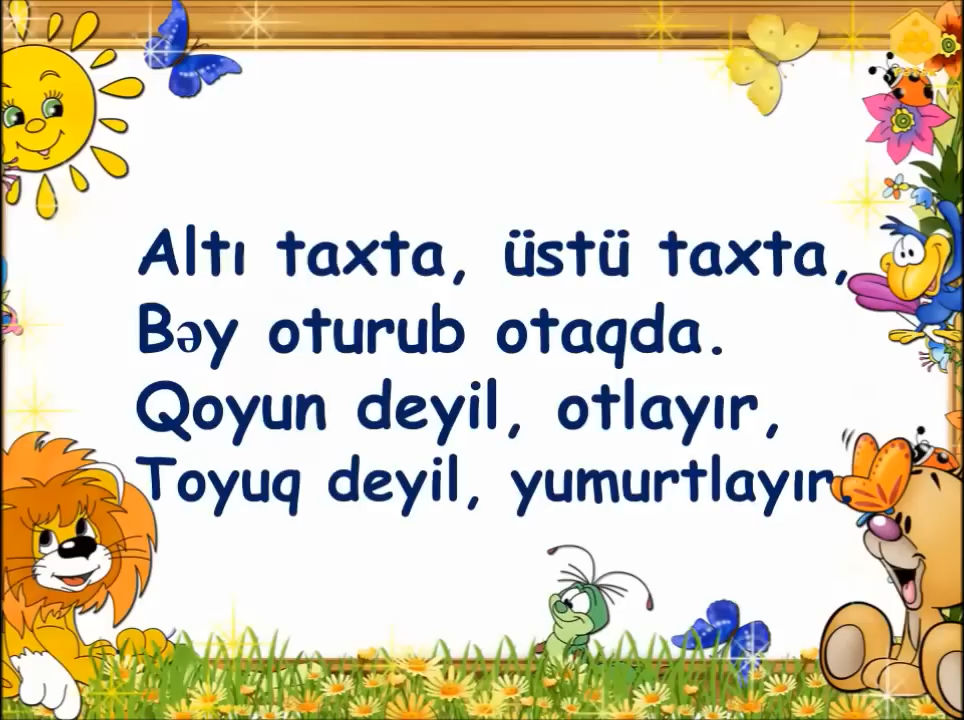 Altı taxta, üstü taxta,
Bəy oturub otaqda.
Qoyun deyil, otlayır,
Toyuq deyil, yumurtlayır.